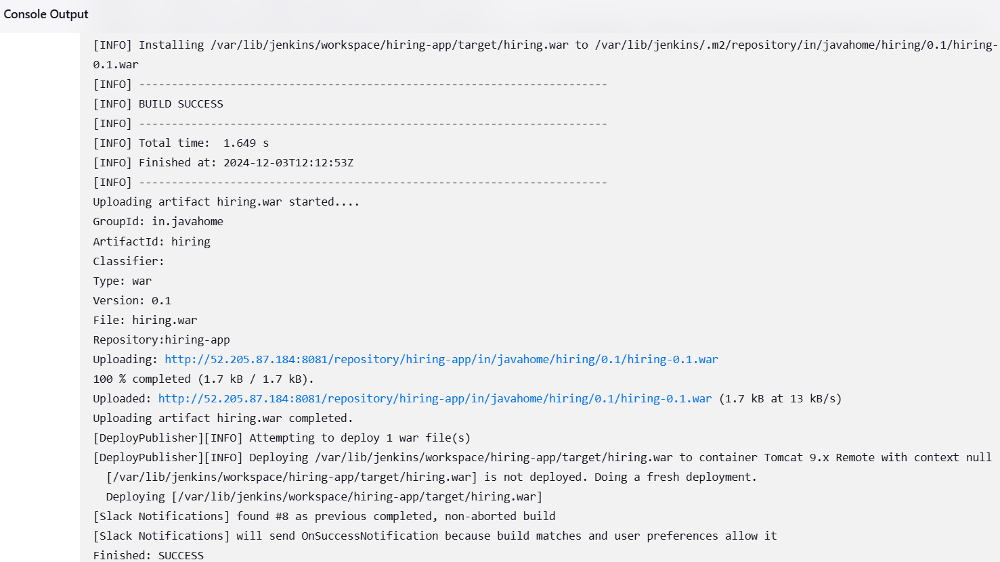 Console Output
[INFO] Installing /var/lib/jenkins/workspace/hiring-app/target/hiring.war to /var/lib/jenkins/.m2/repository/in/javahome/hiring/0.1/hiring-
0.1.war
[INFO] ------------------------------------------------------------------------
[INFO] BUILD SUCCESS
[INFO] ------------------------------------------------------------------------
[INFO] Total time:  1.649 s
[INFO] Finished at: 2024-12-03T12:12:53Z
[INFO] ------------------------------------------------------------------------
Uploading artifact hiring.war started....
GroupId: in.javahome
ArtifactId: hiring
Classifier:
Type: war
Version: 0.1
File: hiring.war
Repository:hiring-app
Uploading: http://52.205.87.184:8081/repository/hiring-app/in/javahome/hiring/0.1/hiring-0.1.war
100 % completed (1.7 kB / 1.7 kB).
Uploaded: http://52.205.87.184:8081/repository/hiring-app/in/javahome/hiring/0.1/hiring-0.1.war (1.7 kB at 13 kB/s)
Uploading artifact hiring.war completed.
[DeployPublisher][INFO] Attempting to deploy 1 war file(s)
[DeployPublisher][INFO] Deploying /var/lib/jenkins/workspace/hiring-app/target/hiring.war to container Tomcat 9.x Remote with context null
  [/var/lib/jenkins/workspace/hiring-app/target/hiring.war] is not deployed. Doing a fresh deployment.
  Deploying [/var/lib/jenkins/workspace/hiring-app/target/hiring.war]
[Slack Notifications] found #8 as previous completed, non-aborted build
[Slack Notifications] will send OnSuccessNotification because build matches and user preferences allow it
Finished: SUCCESS